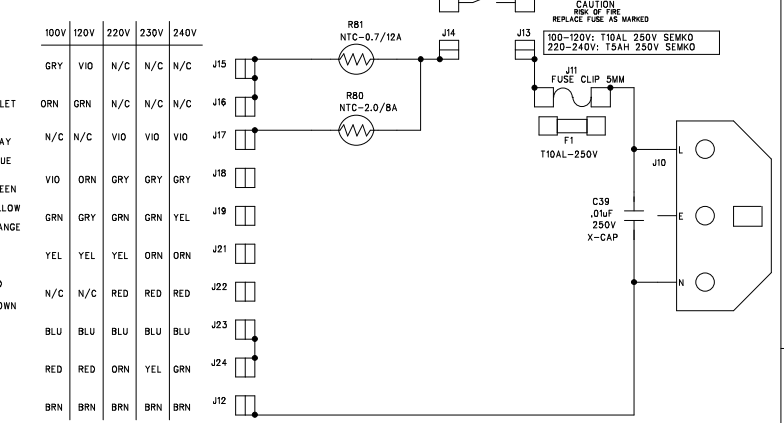 CAUTION
RISK OF FIRE
REPLACE FUSE AS MARKED
100-120V: T10AL 250V SEMKO
220-240V: T5AH 250V SEMKO
R81
NTC-0.7/12A
J14
J13
J11
FUSE CLIP 5MM
R80
NTC-2.0/8A
F1
T10AL-250V
J10
L
E
N
C39
.01uF
250V
X-CAP
100V 120V 220V 230V 240V
GRY VIO N/C N/C N/C J15
ORN GRN N/C N/C N/C J16
N/C N/C VIO VIO VIO J17
VIO ORN GRY GRY GRY J18
GRN GRY GRN GRN YEL J19
YEL YEL YEL ORN ORN J21
N/C N/C RED RED RED J22
BLU BLU BLU BLU BLU J23
RED RED ORN YEL GRN J24
BRN BRN BRN BRN BRN J12
LET
AY
UE
EEN
LOW
ANGE
OWN